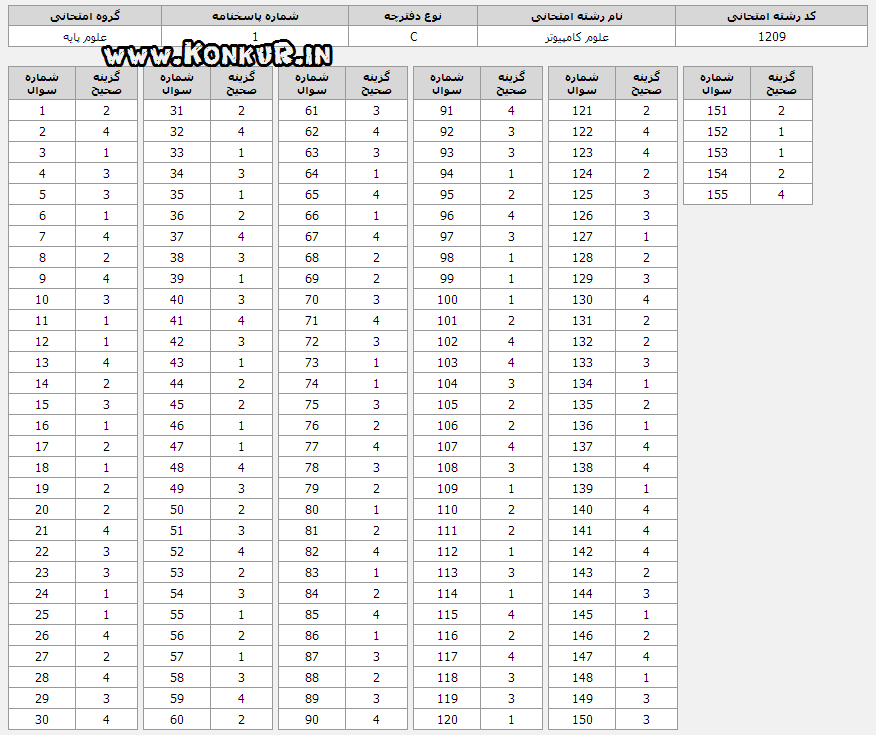 کد رشته امتحانی نام رشته امتحانی نوع دفترچه شماره پاسخنامه گروه امتحانی
1209 علوم کامپیوتر C 1 علوم پایه
www.KonkuR.in
شماره سوال گزینه صحیح شماره سوال گزینه صحیح شماره سوال گزینه صحیح شماره سوال گزینه صحیح شماره سوال گزینه صحیح شماره سوال گزینه صحیح
1 2 31 2 61 3 91 4 121 2 151 2
2 4 32 4 62 4 92 3 122 4 152 1
3 1 33 1 63 3 93 3 123 4 153 1
4 3 34 3 64 1 94 1 124 2 154 2
5 3 35 1 65 4 95 2 125 3 155 4
6 1 36 2 66 1 96 4 126 3
7 4 37 4 67 4 97 3 127 1
8 2 38 3 68 2 98 1 128 2
9 4 39 1 69 2 99 1 129 3
10 3 40 3 70 3 100 1 130 4
11 1 41 4 71 4 101 2 131 2
12 1 42 3 72 3 102 4 132 2
13 4 43 1 73 1 103 4 133 3
14 2 44 2 74 1 104 3 134 1
15 3 45 2 75 3 105 2 135 2
16 1 46 1 76 2 106 2 136 1
17 2 47 1 77 4 107 4 137 4
18 1 48 4 78 3 108 3 138 4
19 2 49 3 79 2 109 1 139 1
20 2 50 2 80 1 110 2 140 4
21 4 51 3 81 2 111 2 141 4
22 3 52 4 82 4 112 1 142 4
23 3 53 2 83 1 113 3 143 2
24 1 54 3 84 2 114 1 144 3
25 1 55 1 85 4 115 4 145 1
26 4 56 2 86 1 116 2 146 2
27 2 57 1 87 3 117 4 147 4
28 4 58 3 88 2 118 3 148 1
29 3 59 4 89 3 119 3 149 3
30 4 60 2 90 4 120 1 150 3